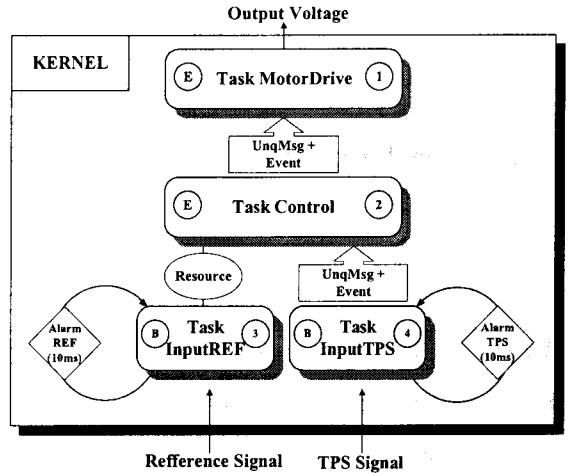 Output Voltage
KERNEL
E Task MotorDrive 1
UnqMsg +
Event
E Task Control 2
Resource
UnqMsg +
Event
Alarm
REF
(10ms)
B Task 3
InputREF
B Task 4
InputTPS
Alarm
TPS
(10ms)
Refference Signal
TPS Signal